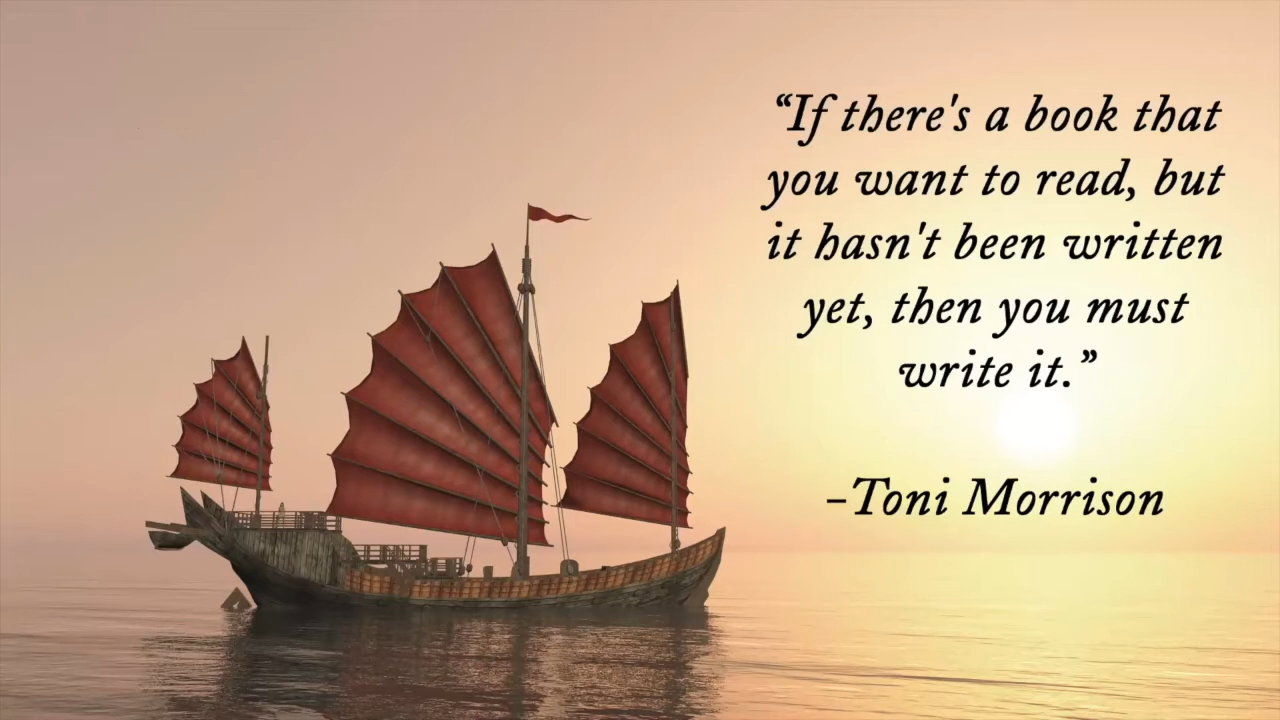 “If there's a book that
you want to read, but
it hasn't been written
yet, then you must
write it.”
-Toni Morrison